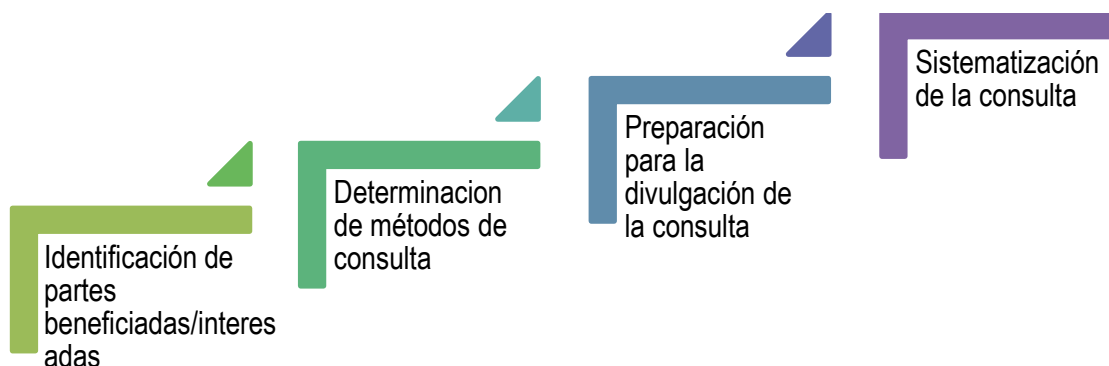 Identificación de
partes
beneficiadas/interes
adas
Determinacion
de métodos de
consulta
Preparación
para la
divulgación de
la consulta
Sistematización
de la consulta